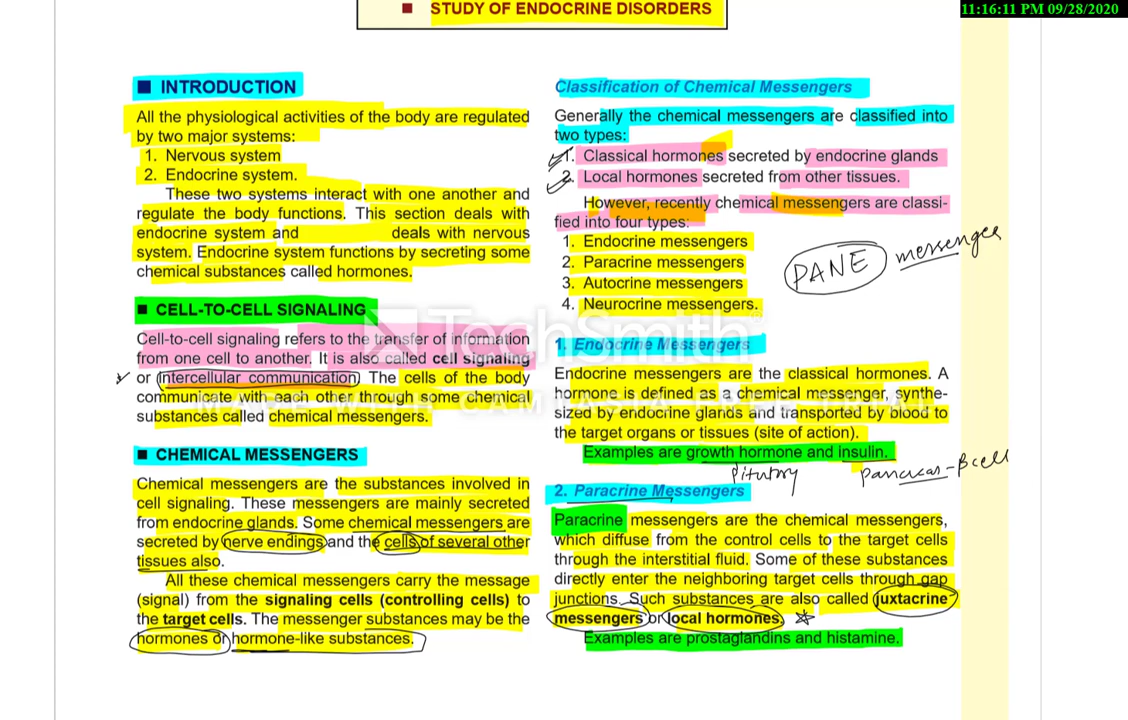 11:16:11 PM 09/28/2020
■ STUDY OF ENDOCRINE DISORDERS
■ INTRODUCTION
All the physiological activities of the body are regulated
by two major systems:
1. Nervous system
2. Endocrine system.
These two systems interact with one another and
regulate the body functions. This section deals with
endocrine system and deals with nervous
system. Endocrine system functions by secreting some
chemical substances called hormones.
■ CELL-TO-CELL SIGNALING
Cell-to-cell signaling refers to the transfer of information
from one cell to another. It is also called cell signaling
or intercellular communication. The cells of the body
communicate with each other through some chemical
substances called chemical messengers.
■ CHEMICAL MESSENGERS
Chemical messengers are the substances involved in
cell signaling. These messengers are mainly secreted
from endocrine glands. Some chemical messengers are
secreted by nerve endings and the cells of several other
tissues also.
All these chemical messengers carry the message
(signal) from the signaling cells (controlling cells) to
the target cells. The messenger substances may be the
hormones or hormone-like substances.
Classification of Chemical Messengers
Generally the chemical messengers are classified into
two types:
1. Classical hormones secreted by endocrine glands
2. Local hormones secreted from other tissues.
However, recently chemical messengers are classi-
fied into four types:
1. Endocrine messengers
2. Paracrine messengers
3. Autocrine messengers
4. Neurocrine messengers.
PANE messenger
TechSmith
MADE WITH CAMTASIA FREE TRIAL
1. Endocrine Messengers
Endocrine messengers are the classical hormones. A
hormone is defined as a chemical messenger, synthe-
sized by endocrine glands and transported by blood to
the target organs or tissues (site of action).
Examples are growth hormone and insulin.
Pitutory pancreas-β cell
2. Paracrine Messengers
Paracrine messengers are the chemical messengers,
which diffuse from the control cells to the target cells
through the interstitial fluid. Some of these substances
directly enter the neighboring target cells through gap
junctions. Such substances are also called juxtacrine
messengers or local hormones.
Examples are prostaglandins and histamine.